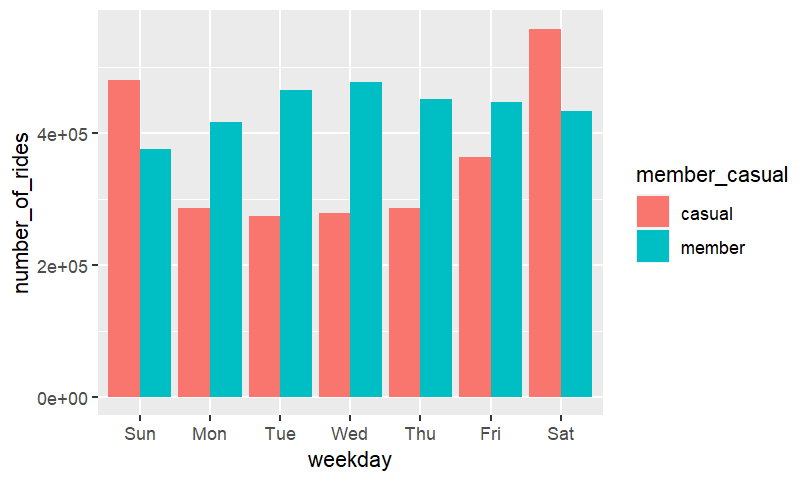 number_of_rides
4e+05
2e+05
0e+00
Sun Mon Tue Wed Thu Fri Sat
weekday
member_casual
casual
member